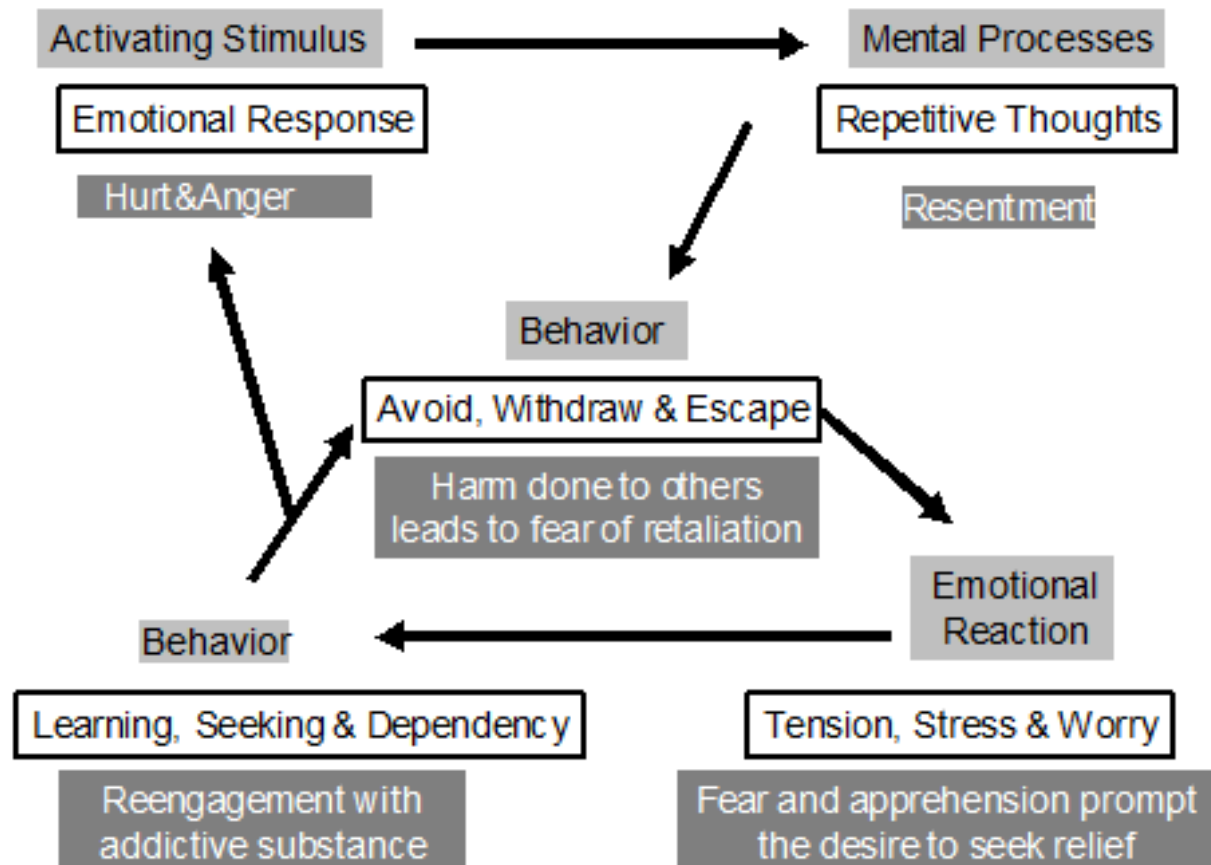 Activating Stimulus
Mental Processes
Emotional Response
Repetitive Thoughts
Hurt&Anger
Resentment
Behavior
Avoid, Withdraw & Escape
Harm done to others
leads to fear of retaliation
Emotional
Reaction
Behavior
Learning, Seeking & Dependency
Tension, Stress & Worry
Reengagement with
addictive substance
Fear and apprehension prompt
the desire to seek relief